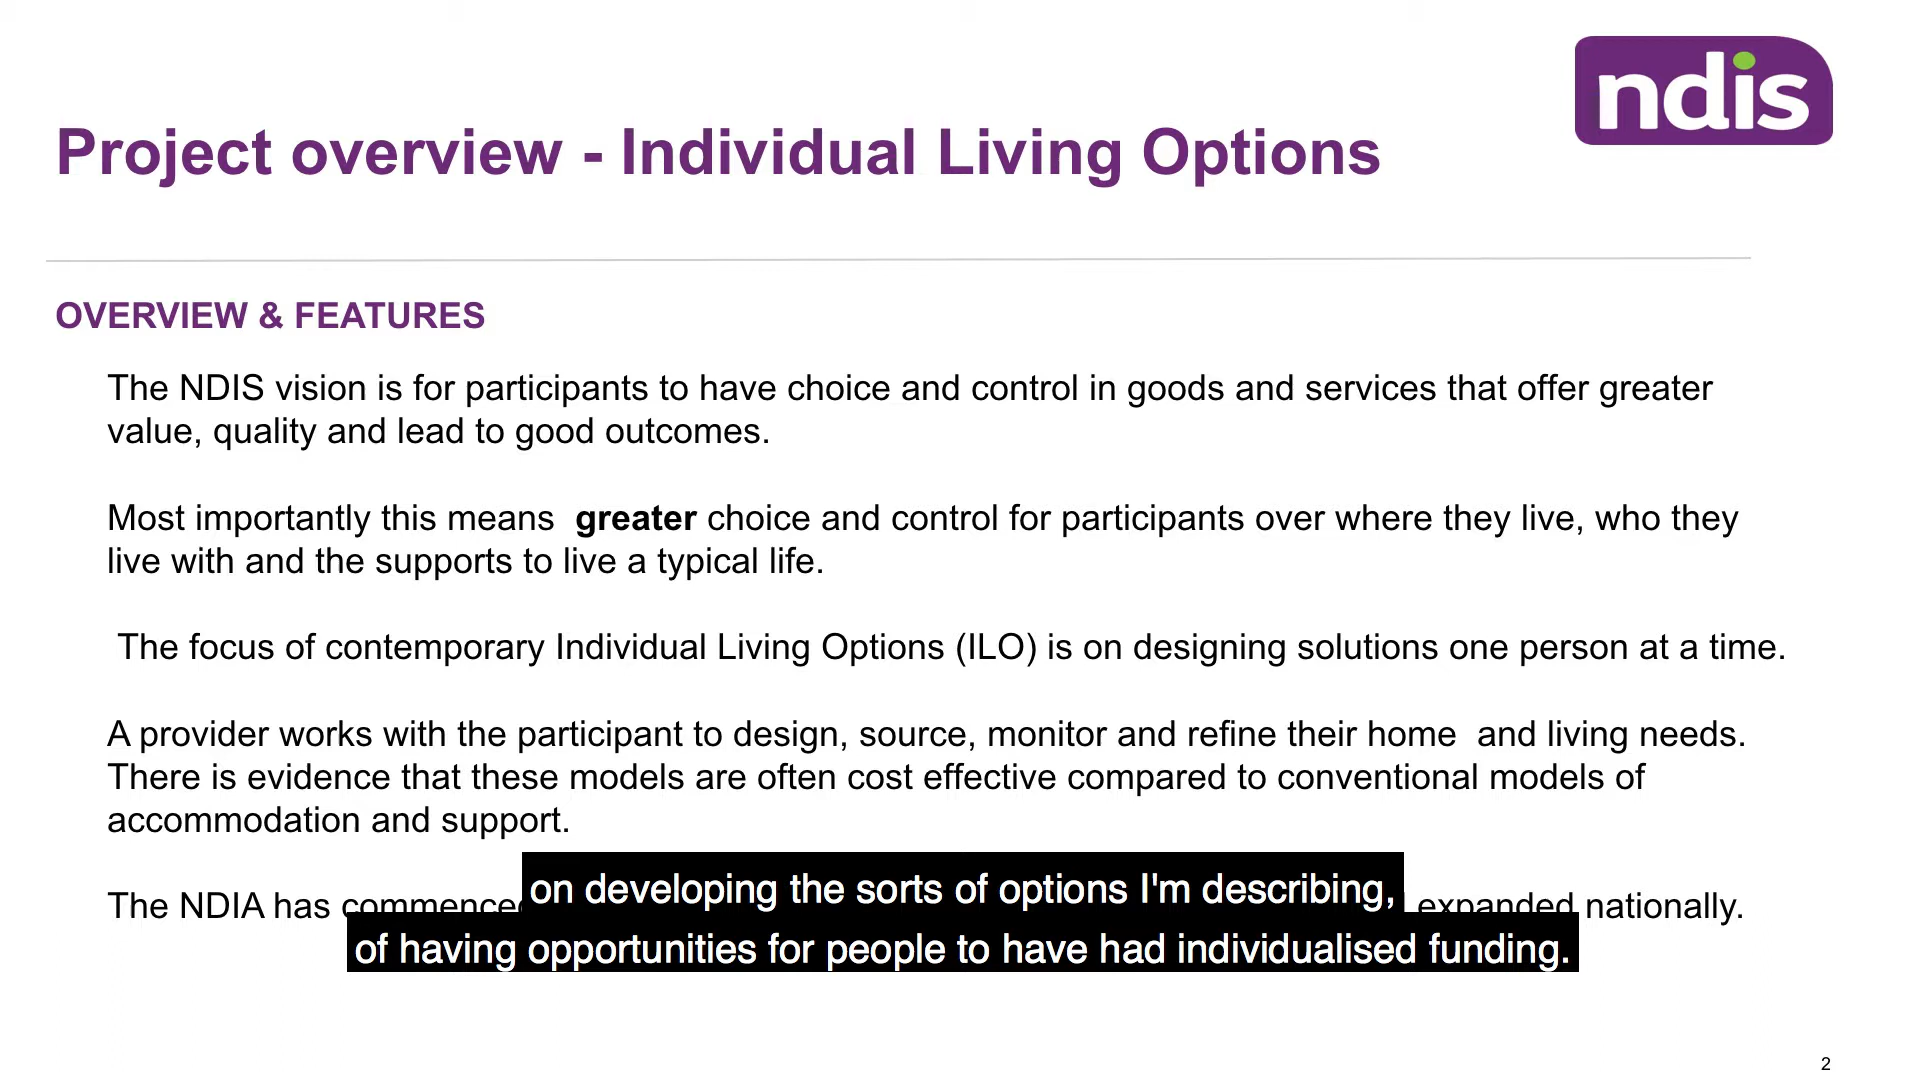 ndis
Project overview - Individual Living Options
OVERVIEW & FEATURES
The NDIS vision is for participants to have choice and control in goods and services that offer greater
value, quality and lead to good outcomes.
Most importantly this means greater choice and control for participants over where they live, who they
live with and the supports to live a typical life.
The focus of contemporary Individual Living Options (ILO) is on designing solutions one person at a time.
A provider works with the participant to design, source, monitor and refine their home and living needs.
There is evidence that these models are often cost effective compared to conventional models of
accommodation and support.
The NDIA has commenced expanded nationally.
on developing the sorts of options I'm describing,
of having opportunities for people to have had individualised funding.
2